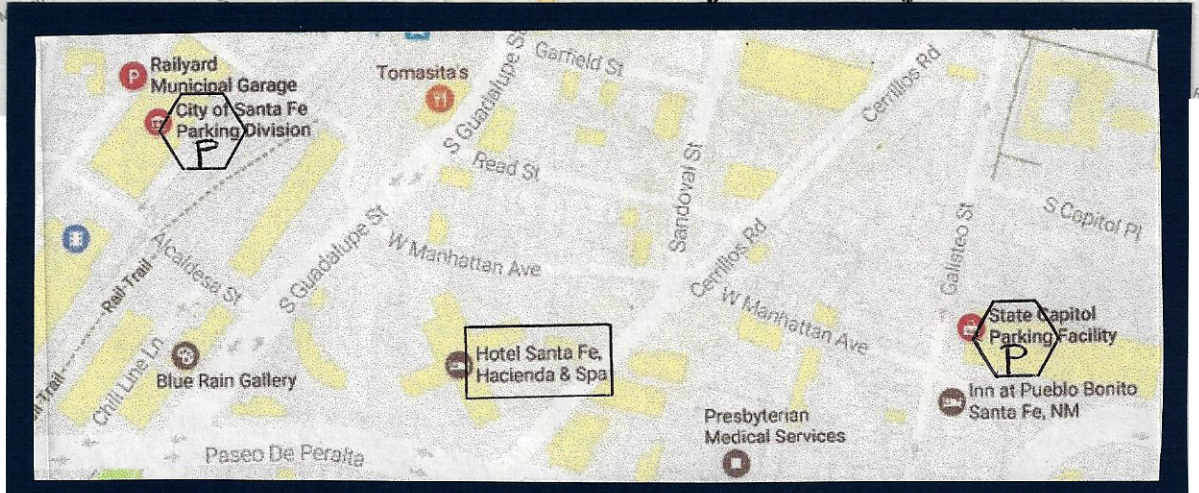 Railyard
Municipal Garage
City of Santa Fe
Parking Division
P
P
Tomasita's
Garfield St
S Guadalupe St
Cerrillos Rd
Read St
Sandoval St
S Capitol Pl
Alcaldesa St
Rail-Trail
S Guadalupe St
W Manhattan Ave
Cerrillos Rd
Galisteo St
W Manhattan Ave
State Capitol
Parking Facility
P
Hotel Santa Fe,
Hacienda & Spa
Blue Rain Gallery
Chili Line Ln
Inn at Pueblo Bonito
Santa Fe, NM
Presbyterian
Medical Services
Paseo De Peralta